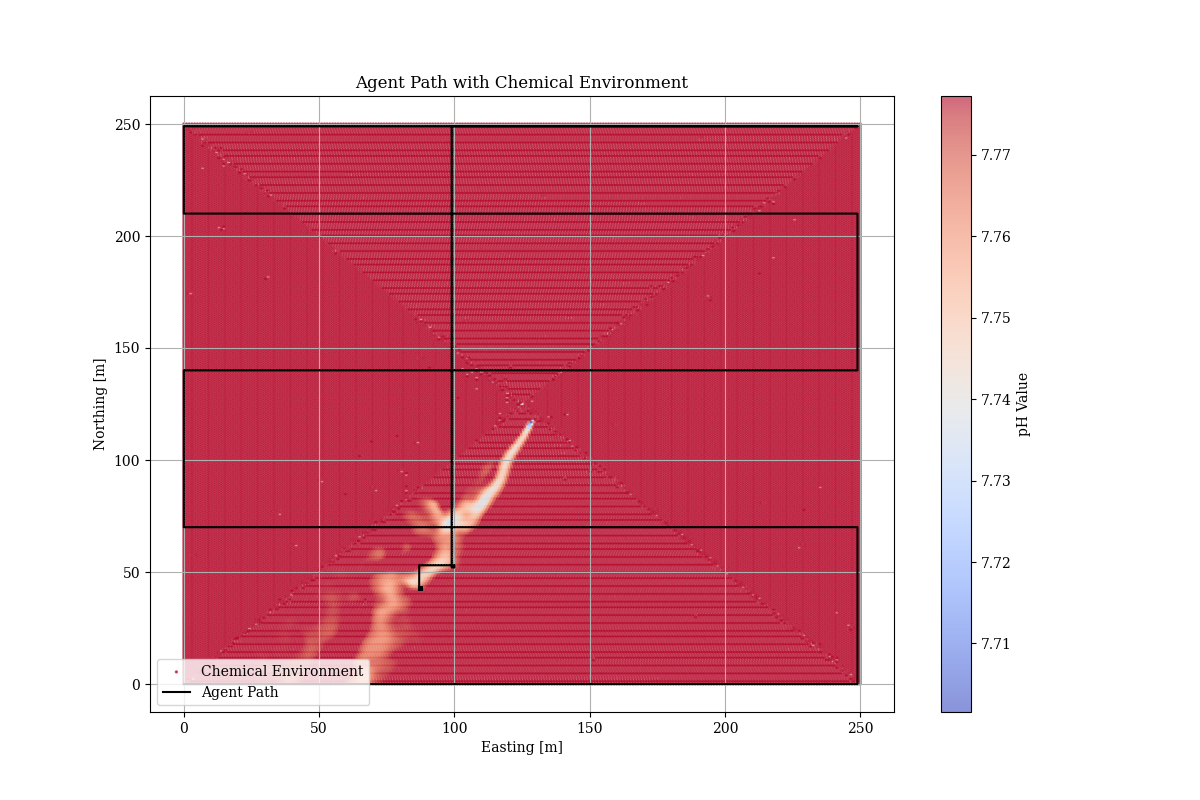 Agent Path with Chemical Environment
250
200
150
100
50
0
Northing [m]
0 50 100 150 200 250
Easting [m]
Chemical Environment
Agent Path
7.77
7.76
7.75
7.74
7.73
7.72
7.71
pH Value